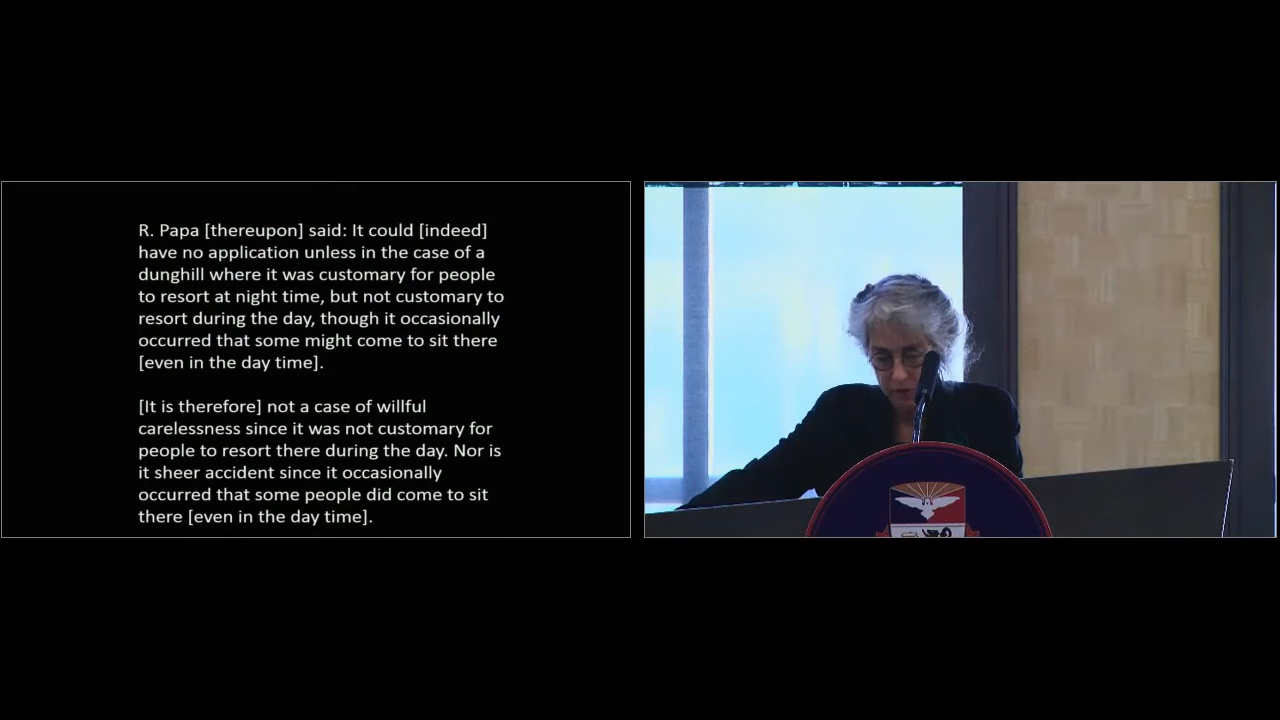 R. Papa [thereupon] said: It could [indeed]
have no application unless in the case of a
dunghill where it was customary for people
to resort at night time, but not customary to
resort during the day, though it occasionally
occurred that some might come to sit there
[even in the day time].
[It is therefore] not a case of willful
carelessness since it was not customary for
people to resort there during the day. Nor is
it sheer accident since it occasionally
occurred that some people did come to sit
there [even in the day time].